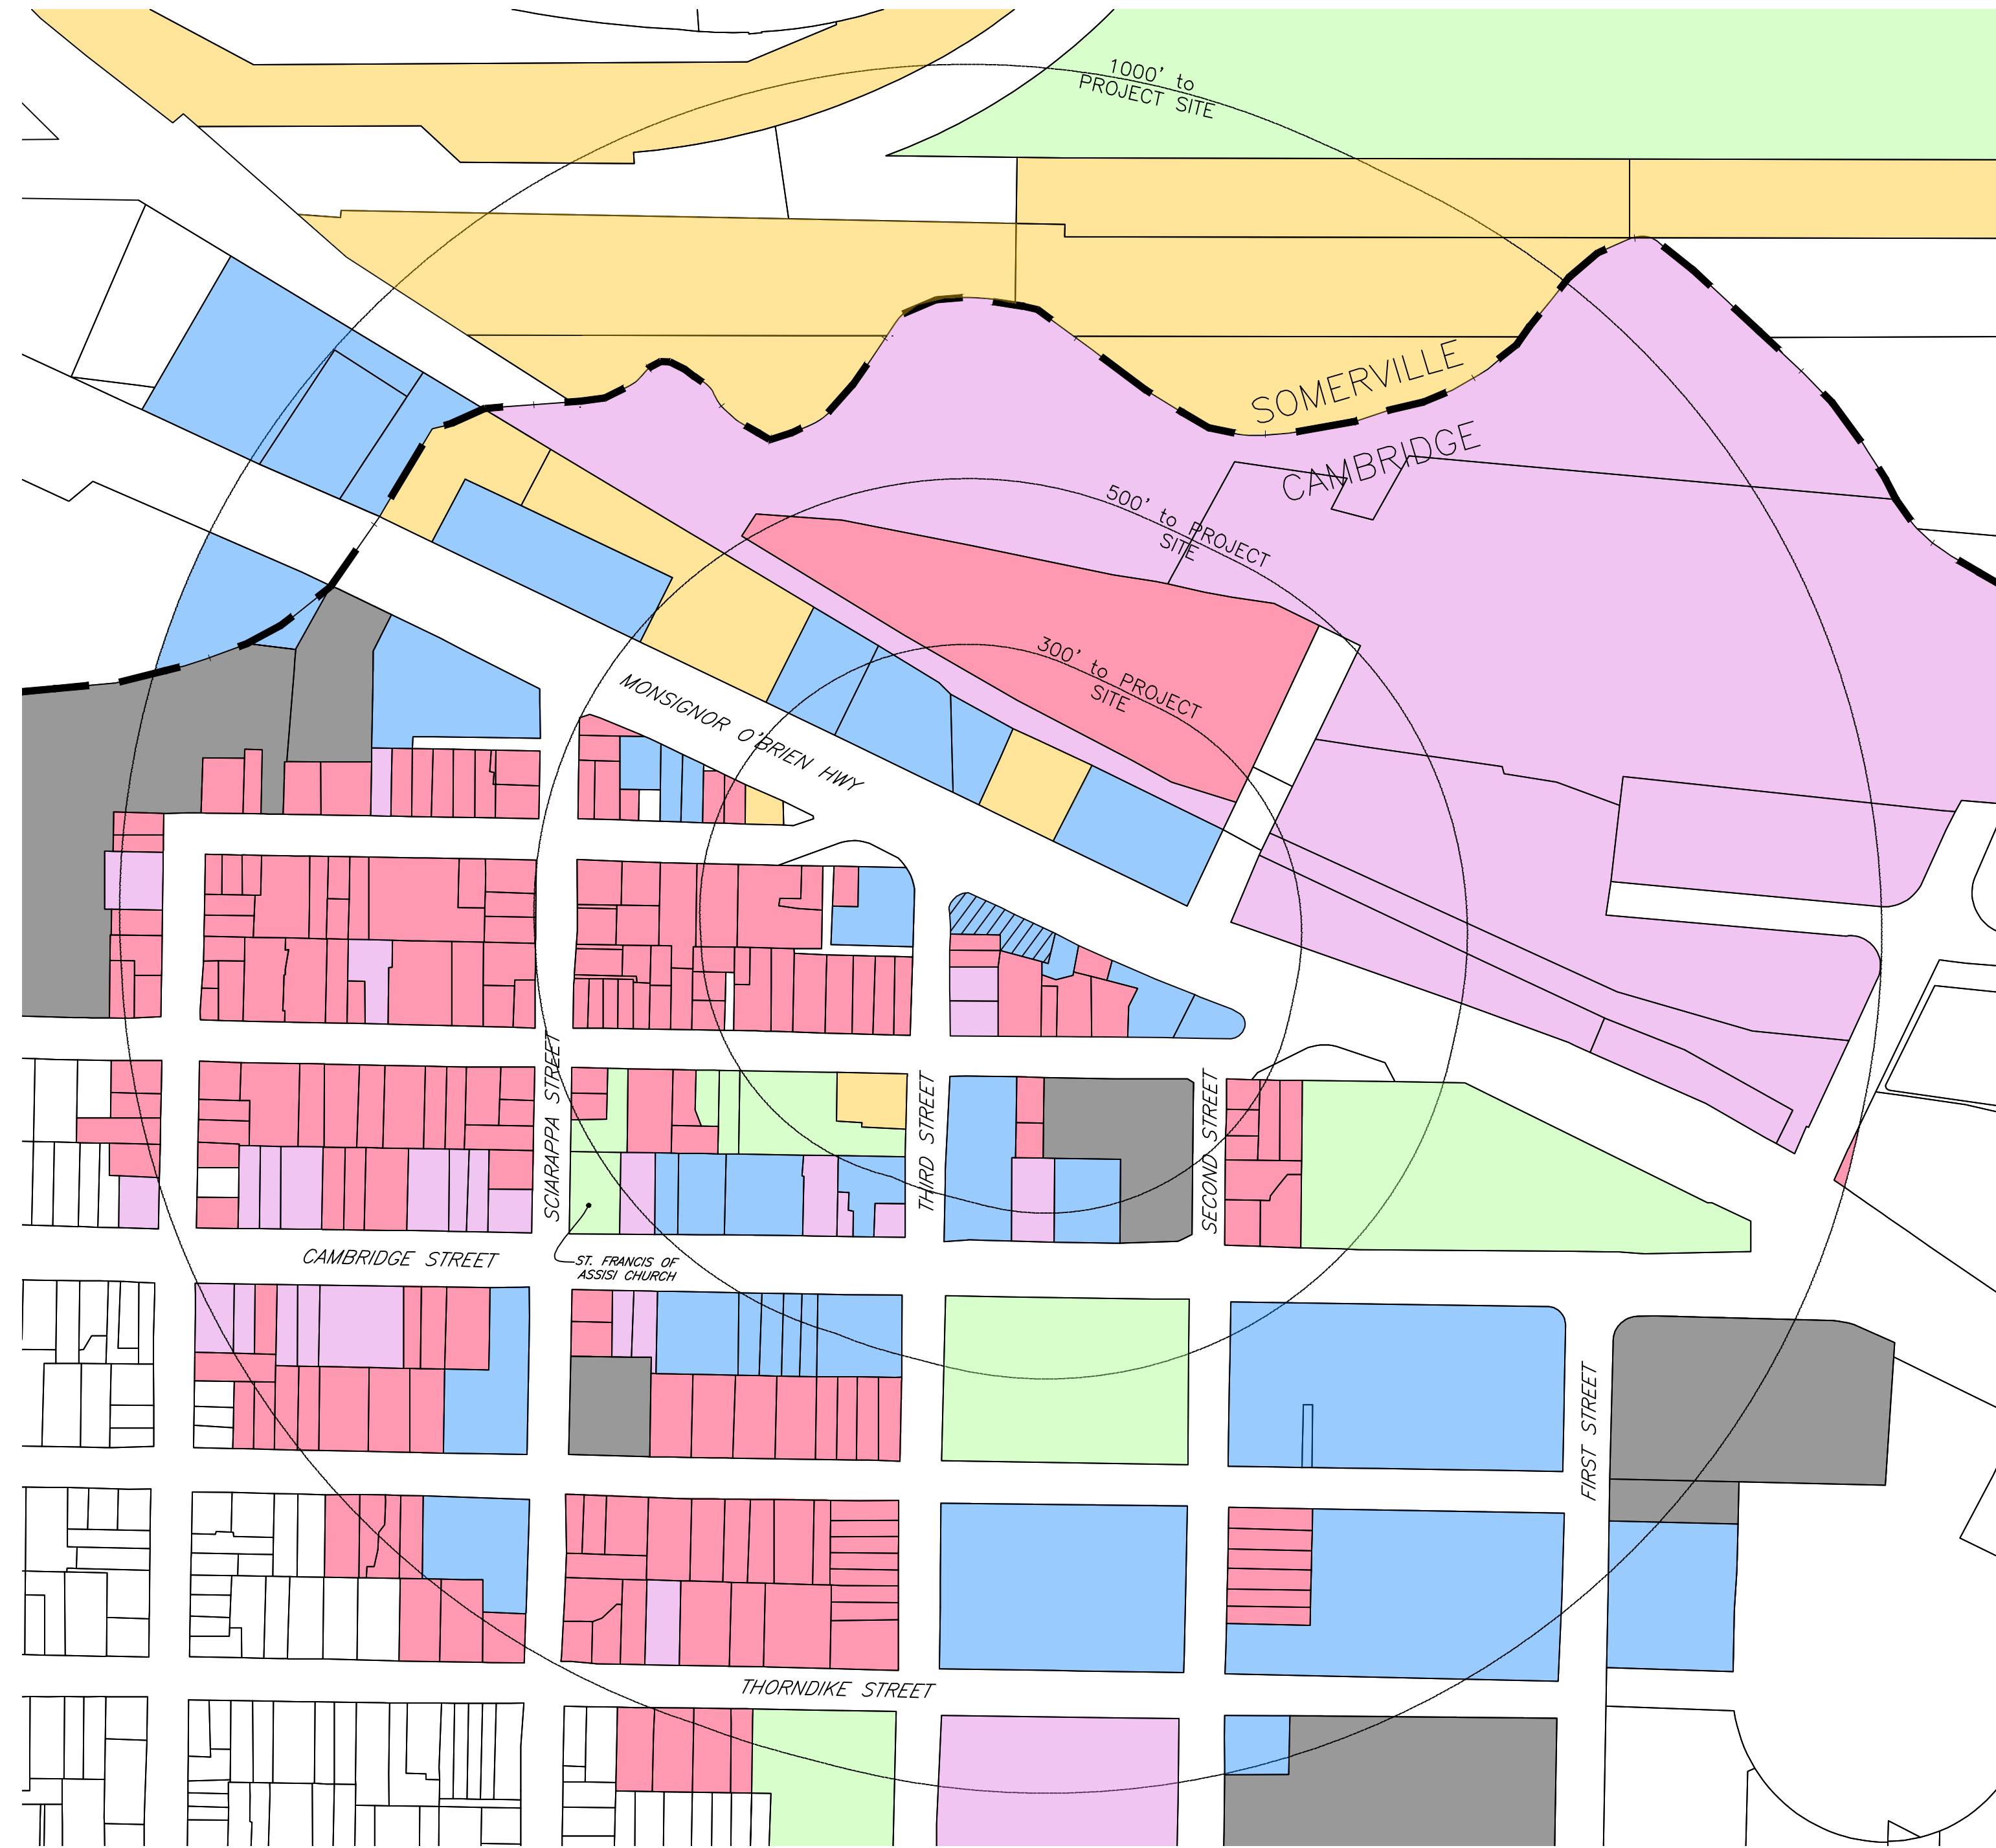 1000' to
PROJECT SITE
SOMERVILLE
CAMBRIDGE
500' to PROJECT
SITE
300' to PROJECT
SITE
MONSIGNOR O'BRIEN HWY
SCIARAPPA STREET
THIRD STREET
SECOND STREET
CAMBRIDGE STREET
ST. FRANCIS OF
ASSISI CHURCH
FIRST STREET
THORNDIKE STREET